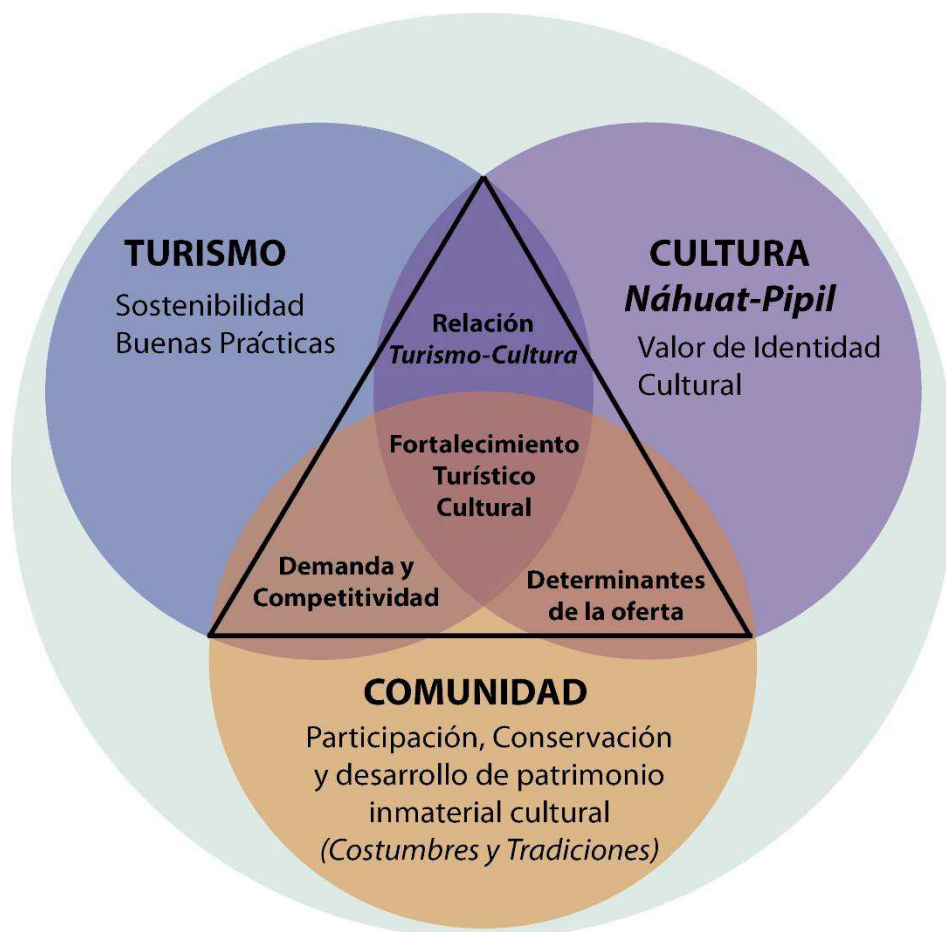 TURISMO
Sostenibilidad
Buenas Prácticas
CULTURA
Náhuat-Pipil
Valor de Identidad
Cultural
Relación
Turismo-Cultura
Fortalecimiento
Turístico
Cultural
Demanda y
Competitividad
Determinantes
de la oferta
COMUNIDAD
Participación, Conservación
y desarrollo de patrimonio
inmaterial cultural
(Costumbres y Tradiciones)